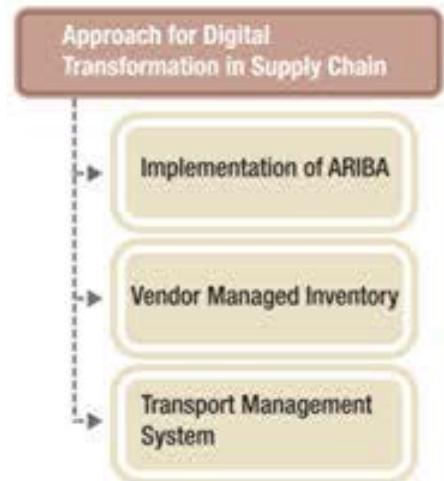 Approach for Digital
Transformation in Supply Chain
Implementation of ARIBA
Vendor Managed Inventory
Transport Management
System